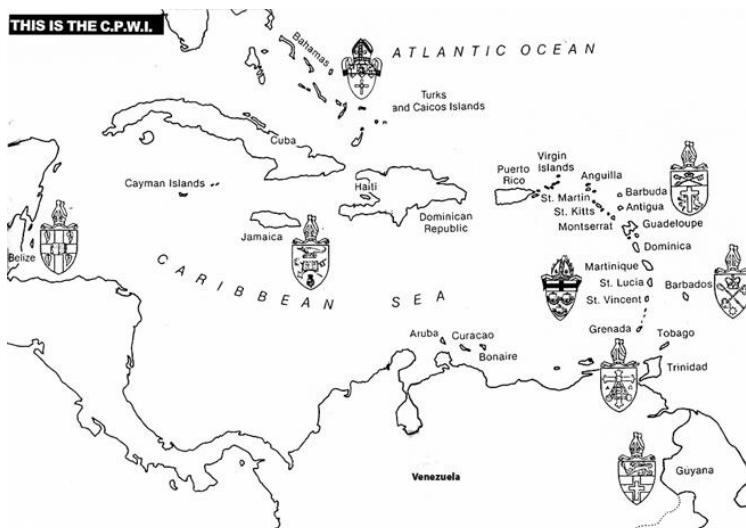 THIS IS THE C.P.W.I.
Bahamas
ATLANTIC OCEAN
Turks
and Caicos Islands
Cuba
Cayman Islands
Haiti
Dominican
Republic
Jamaica
Puerto
Rico
Virgin
Islands
Anguilla
St. Martin
St. Kitts
Montserrat
Barbuda
Antigua
Guadeloupe
Dominica
Belize
CARIBBEAN SEA
Martinique
St. Lucia
Barbados
St. Vincent
Grenada
Tobago
Aruba
Curacao
Bonaire
Trinidad
Venezuela
Guyana